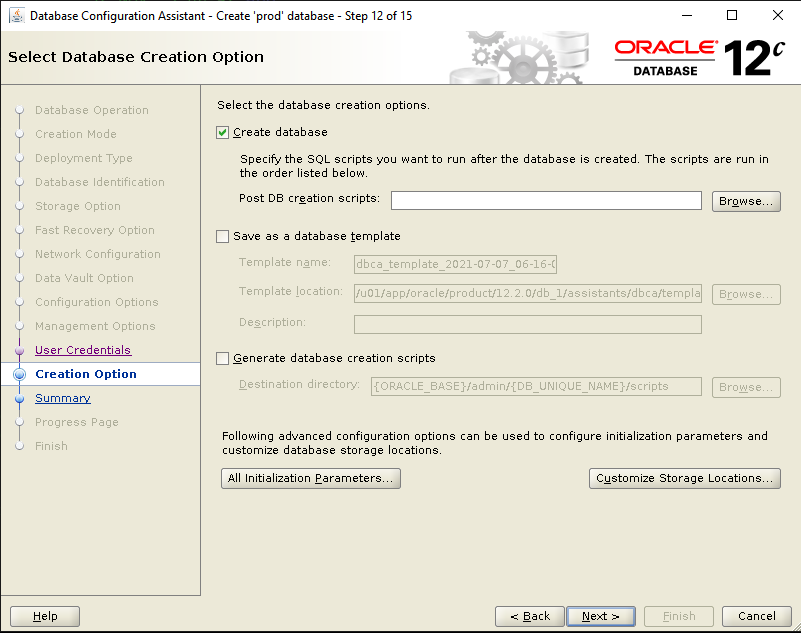 Database Configuration Assistant - Create 'prod' database - Step 12 of 15
Select Database Creation Option
ORACLE
DATABASE
12c
Database Operation
Creation Mode
Deployment Type
Database Identification
Storage Option
Fast Recovery Option
Network Configuration
Data Vault Option
Configuration Options
Management Options
User Credentials
Creation Option
Summary
Progress Page
Finish
Select the database creation options.
Create database
Specify the SQL scripts you want to run after the database is created. The scripts are run in
the order listed below.
Post DB creation scripts:
Browse...
Save as a database template
Template name: dbca_template_2021-07-07_06-16-0
Template location: /u01/app/oracle/product/12.2.0/db_1/assistants/dbca/templa Browse...
Description:
Generate database creation scripts
Destination directory: {ORACLE_BASE}/admin/{DB_UNIQUE_NAME}/scripts Browse...
Following advanced configuration options can be used to configure initialization parameters and
customize database storage locations.
All Initialization Parameters... Customize Storage Locations...
Help < Back Next > Finish Cancel